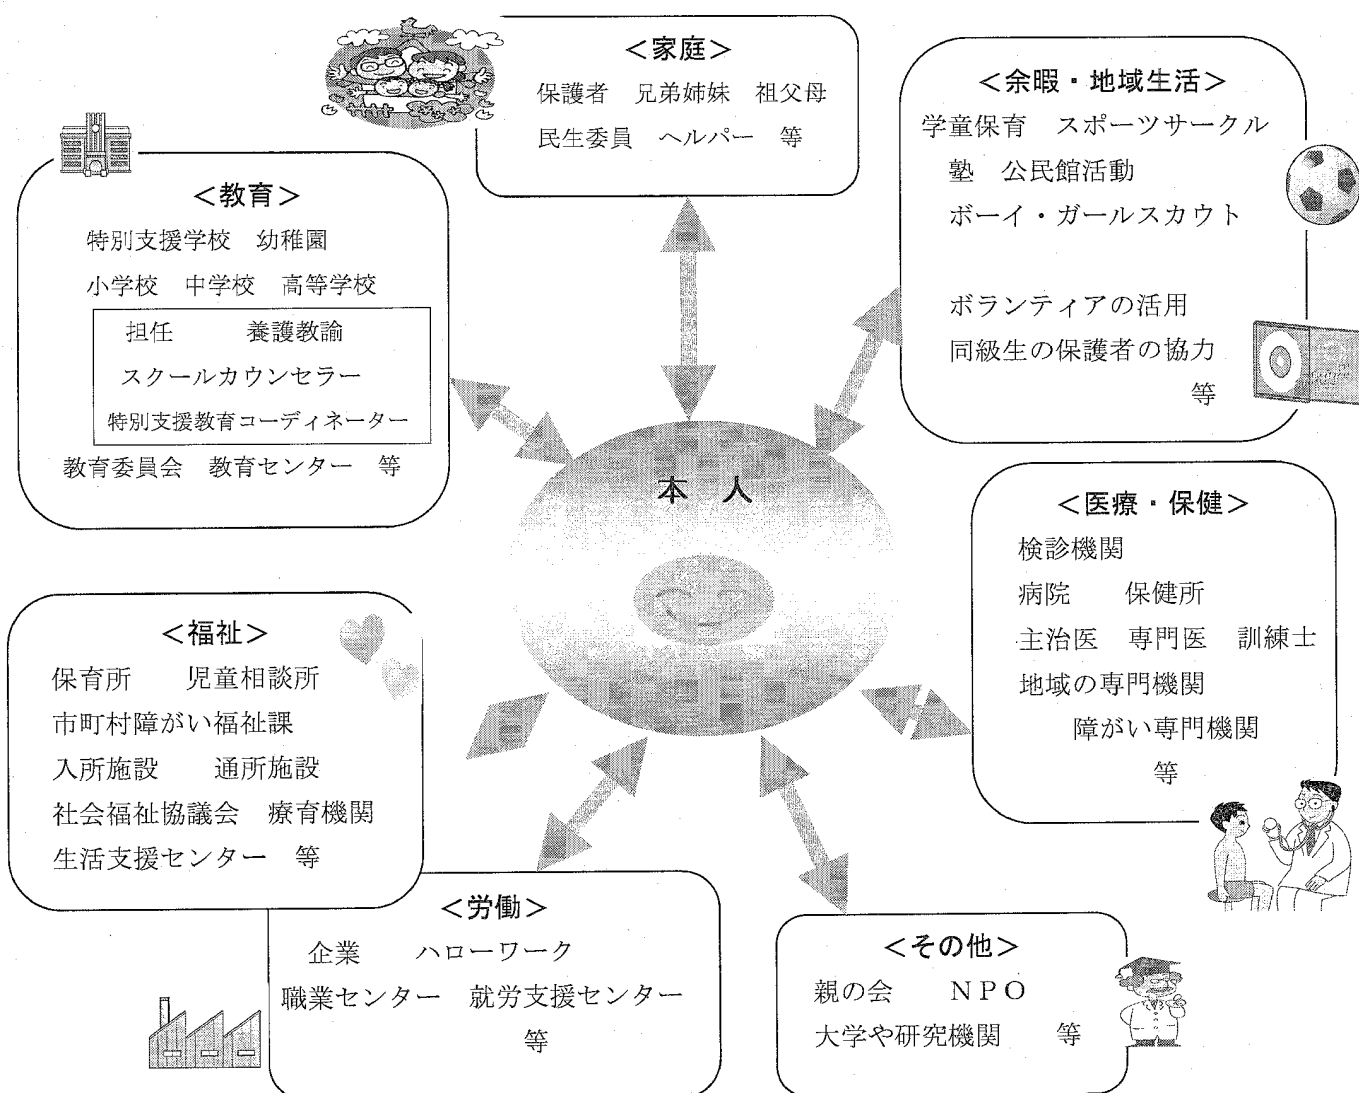 <家庭>
保護者 兄弟姉妹 祖父母
民生委員 ヘルパー 等
<余暇・地域生活>
学童保育 スポーツサークル
塾 公民館活動
ボーイ・ガールスカウト
ボランティアの活用
同級生の保護者の協力
等
<教育>
特別支援学校 幼稚園
小学校 中学校 高等学校
担任 養護教諭
スクールカウンセラー
特別支援教育コーディネーター
教育委員会 教育センター 等
本 人
<医療・保健>
検診機関
病院 保健所
主治医 専門医 訓練士
地域の専門機関
障がい専門機関
等
<福祉>
保育所 児童相談所
市町村障がい福祉課
入所施設 通所施設
社会福祉協議会 療育機関
生活支援センター 等
<労働>
企業 ハローワーク
職業センター 就労支援センター
等
<その他>
親の会 NPO
大学や研究機関 等